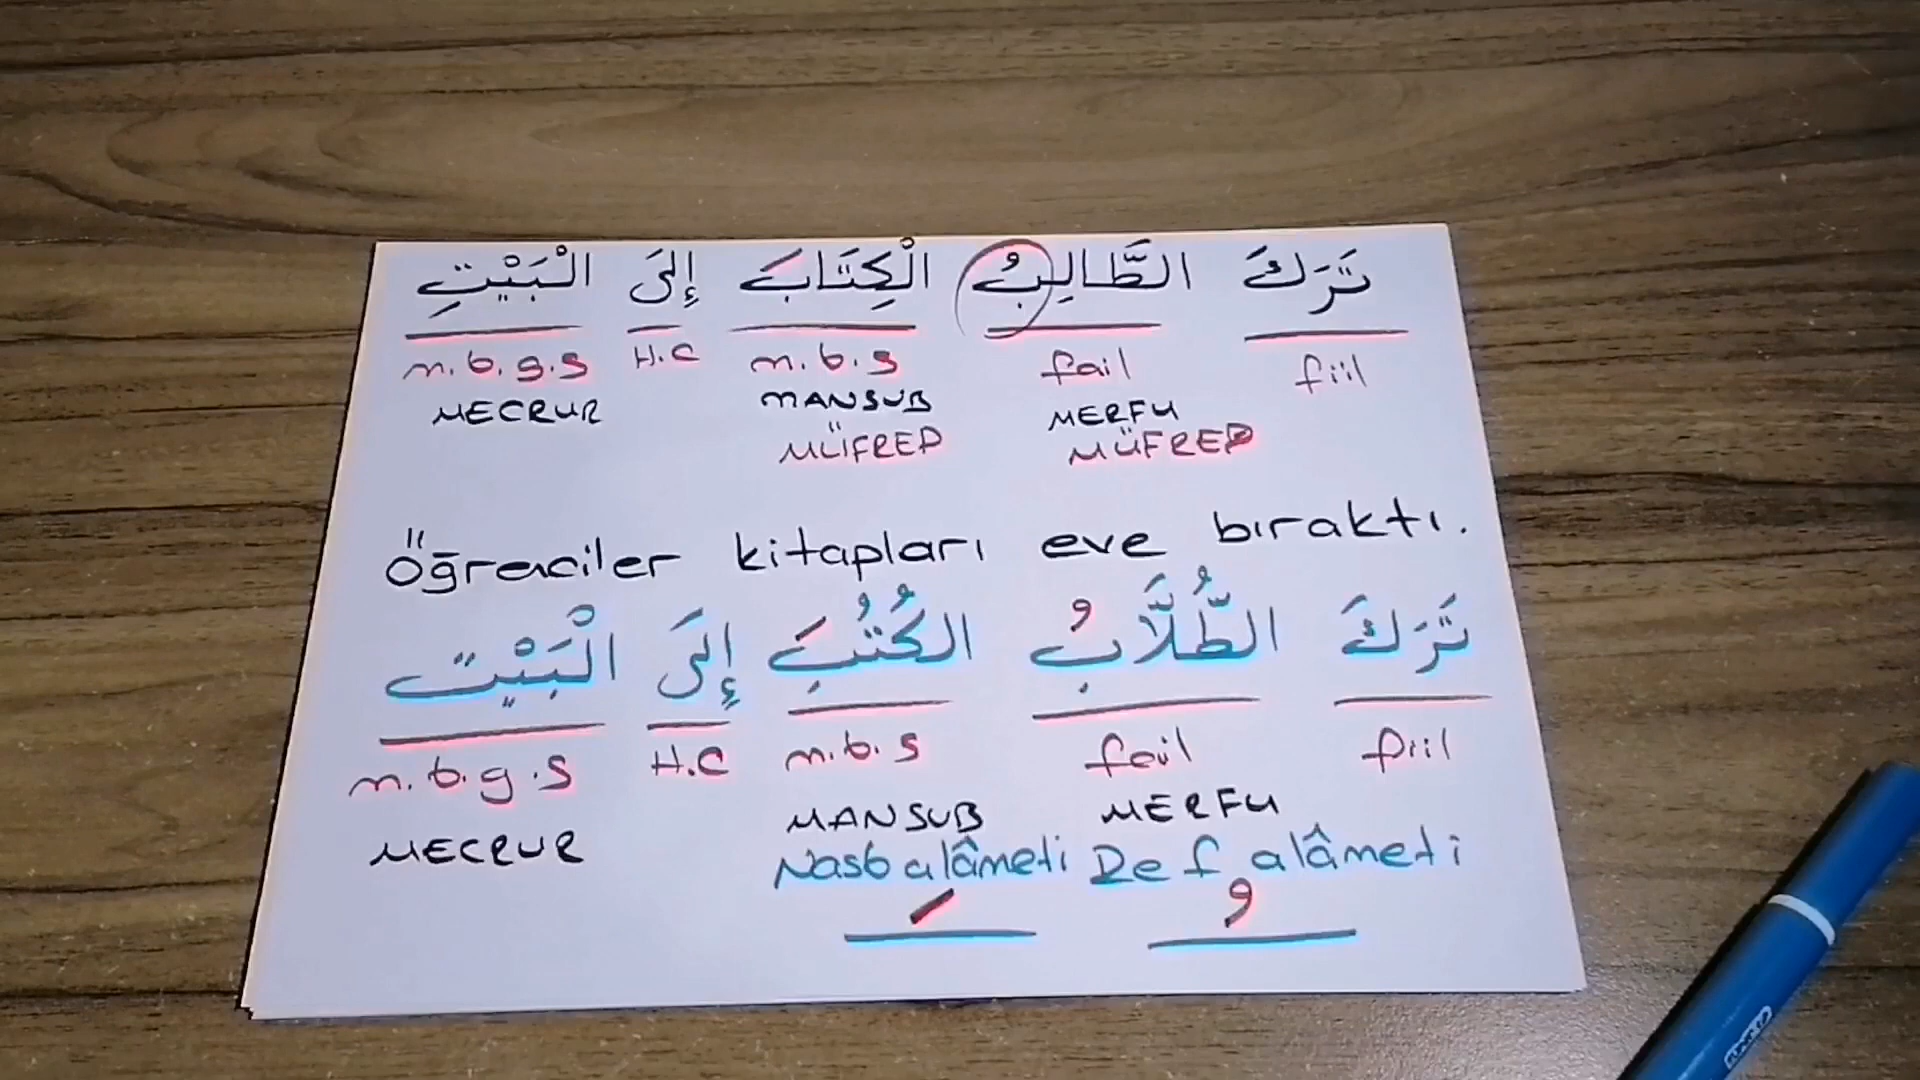 تَرَكَ الطَّالِبُ الْكِتَابَ إِلَى الْبَيْتِ
fiil fail m.b.s H.C m.b.g.s
MERFU MANSUB MECRUR
MÜFRED MÜFRED
Öğrenciler kitapları eve bıraktı.
تَرَكَ الطُّلَّابُ الكُتُبَ إِلَى الْبَيْتِ
fiil fail m.b.s H.C m.b.g.s
MERFU MANSUB MECRUR
Nasb alâmeti Ref alâmeti